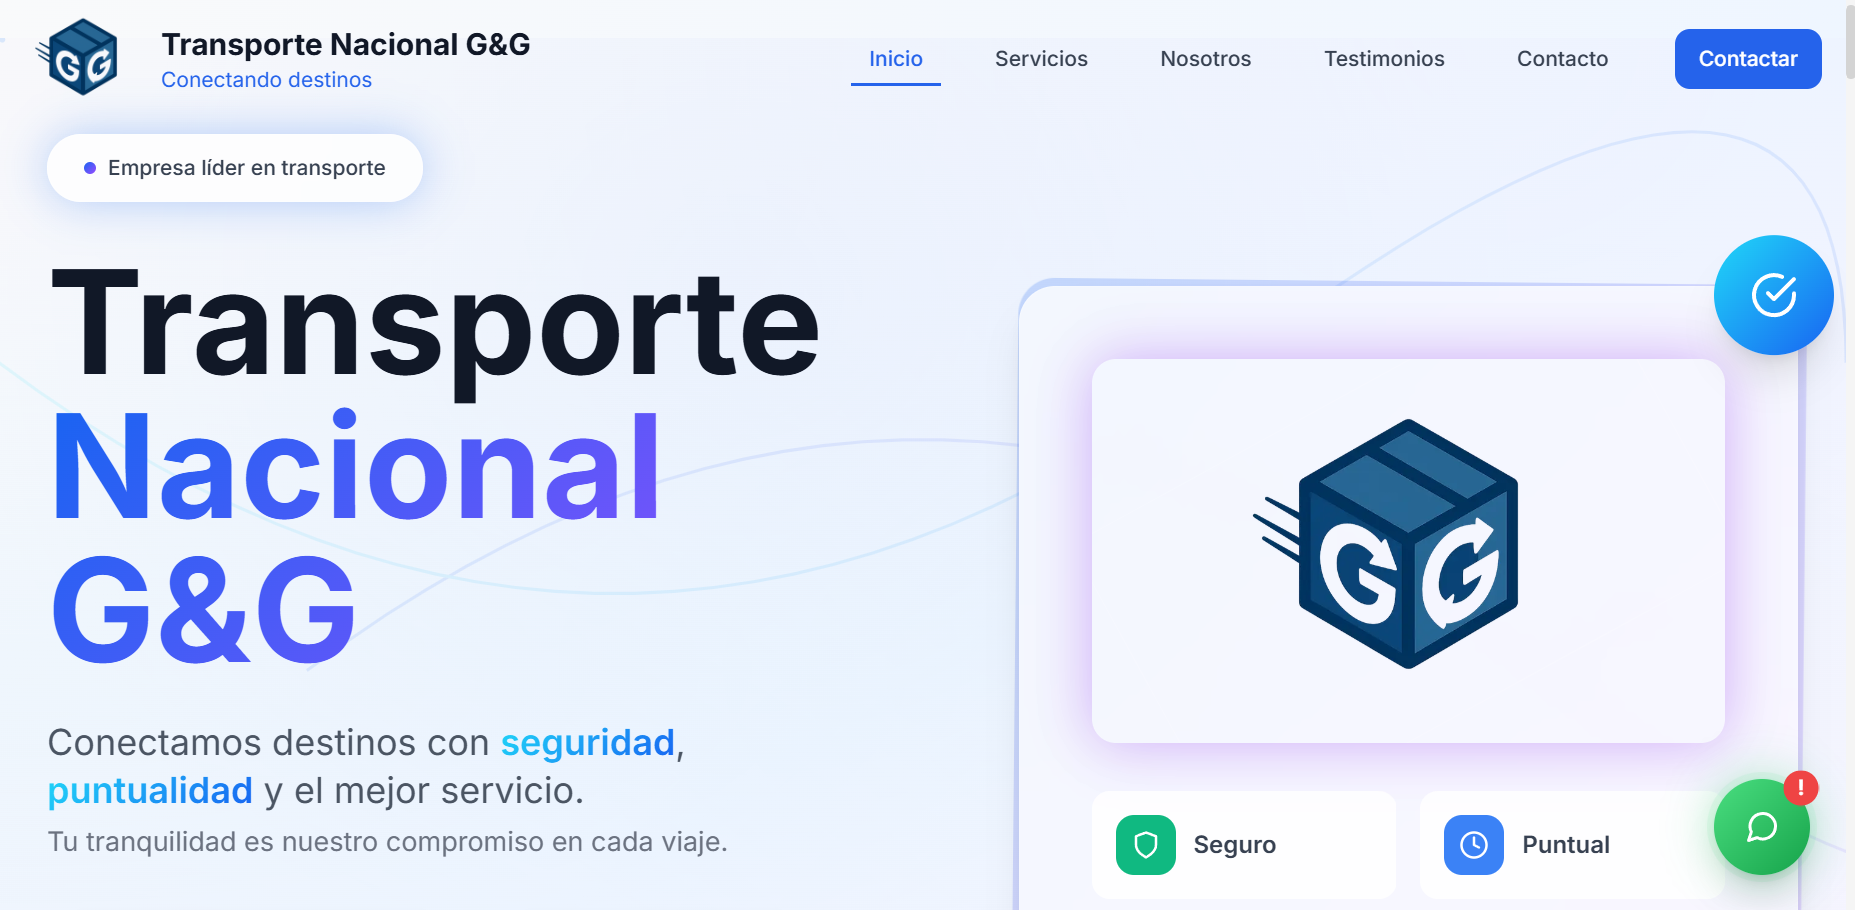 GG
Transporte Nacional G&G
Conectando destinos
Inicio
Servicios
Nosotros
Testimonios
Contacto
Contactar
Empresa líder en transporte
Transporte
Nacional
G&G
Conectamos destinos con seguridad,
puntualidad y el mejor servicio.
Tu tranquilidad es nuestro compromiso en cada viaje.
GG
Seguro
Puntual
!